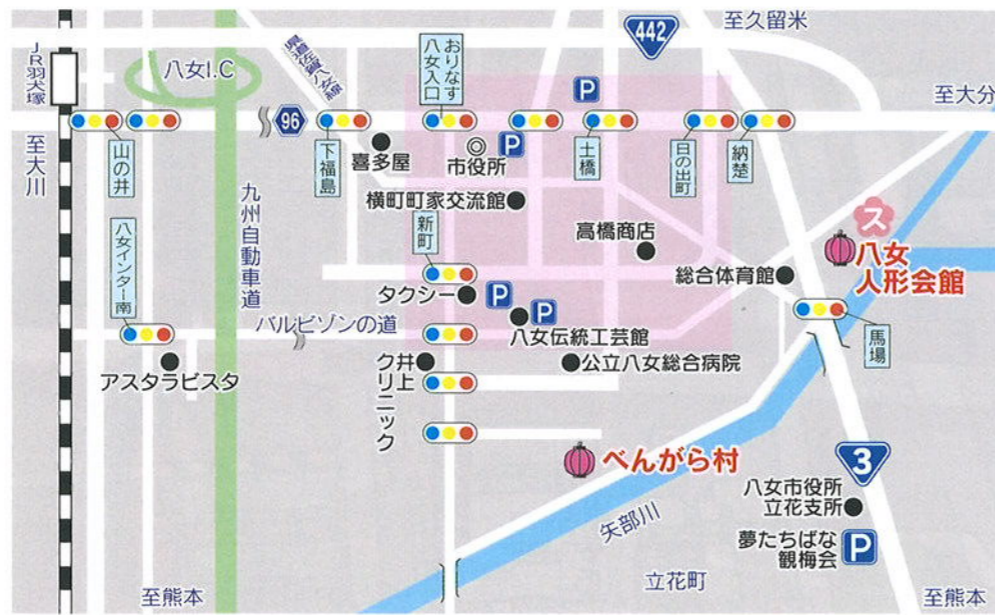 至久留米
442
JR羽犬塚
八女I.C
県道佐賀八女線
おりなす
八女入口
P
至大分
96
至大川
山の井
下福島
喜多屋
市役所
P
土橋
日の出町
納楚
九州自動車道
横町町家交流館
新町
高橋商店
ス
八女
人形会館
総合体育館
八女インター南
タクシー
P
P
バルビゾンの道
八女伝統工芸館
馬場
アスタラビスタ
井上
クリニック
公立八女総合病院
べんがら村
3
八女市役所
立花支所
矢部川
夢たちばな
観梅会
P
立花町
至熊本
至熊本